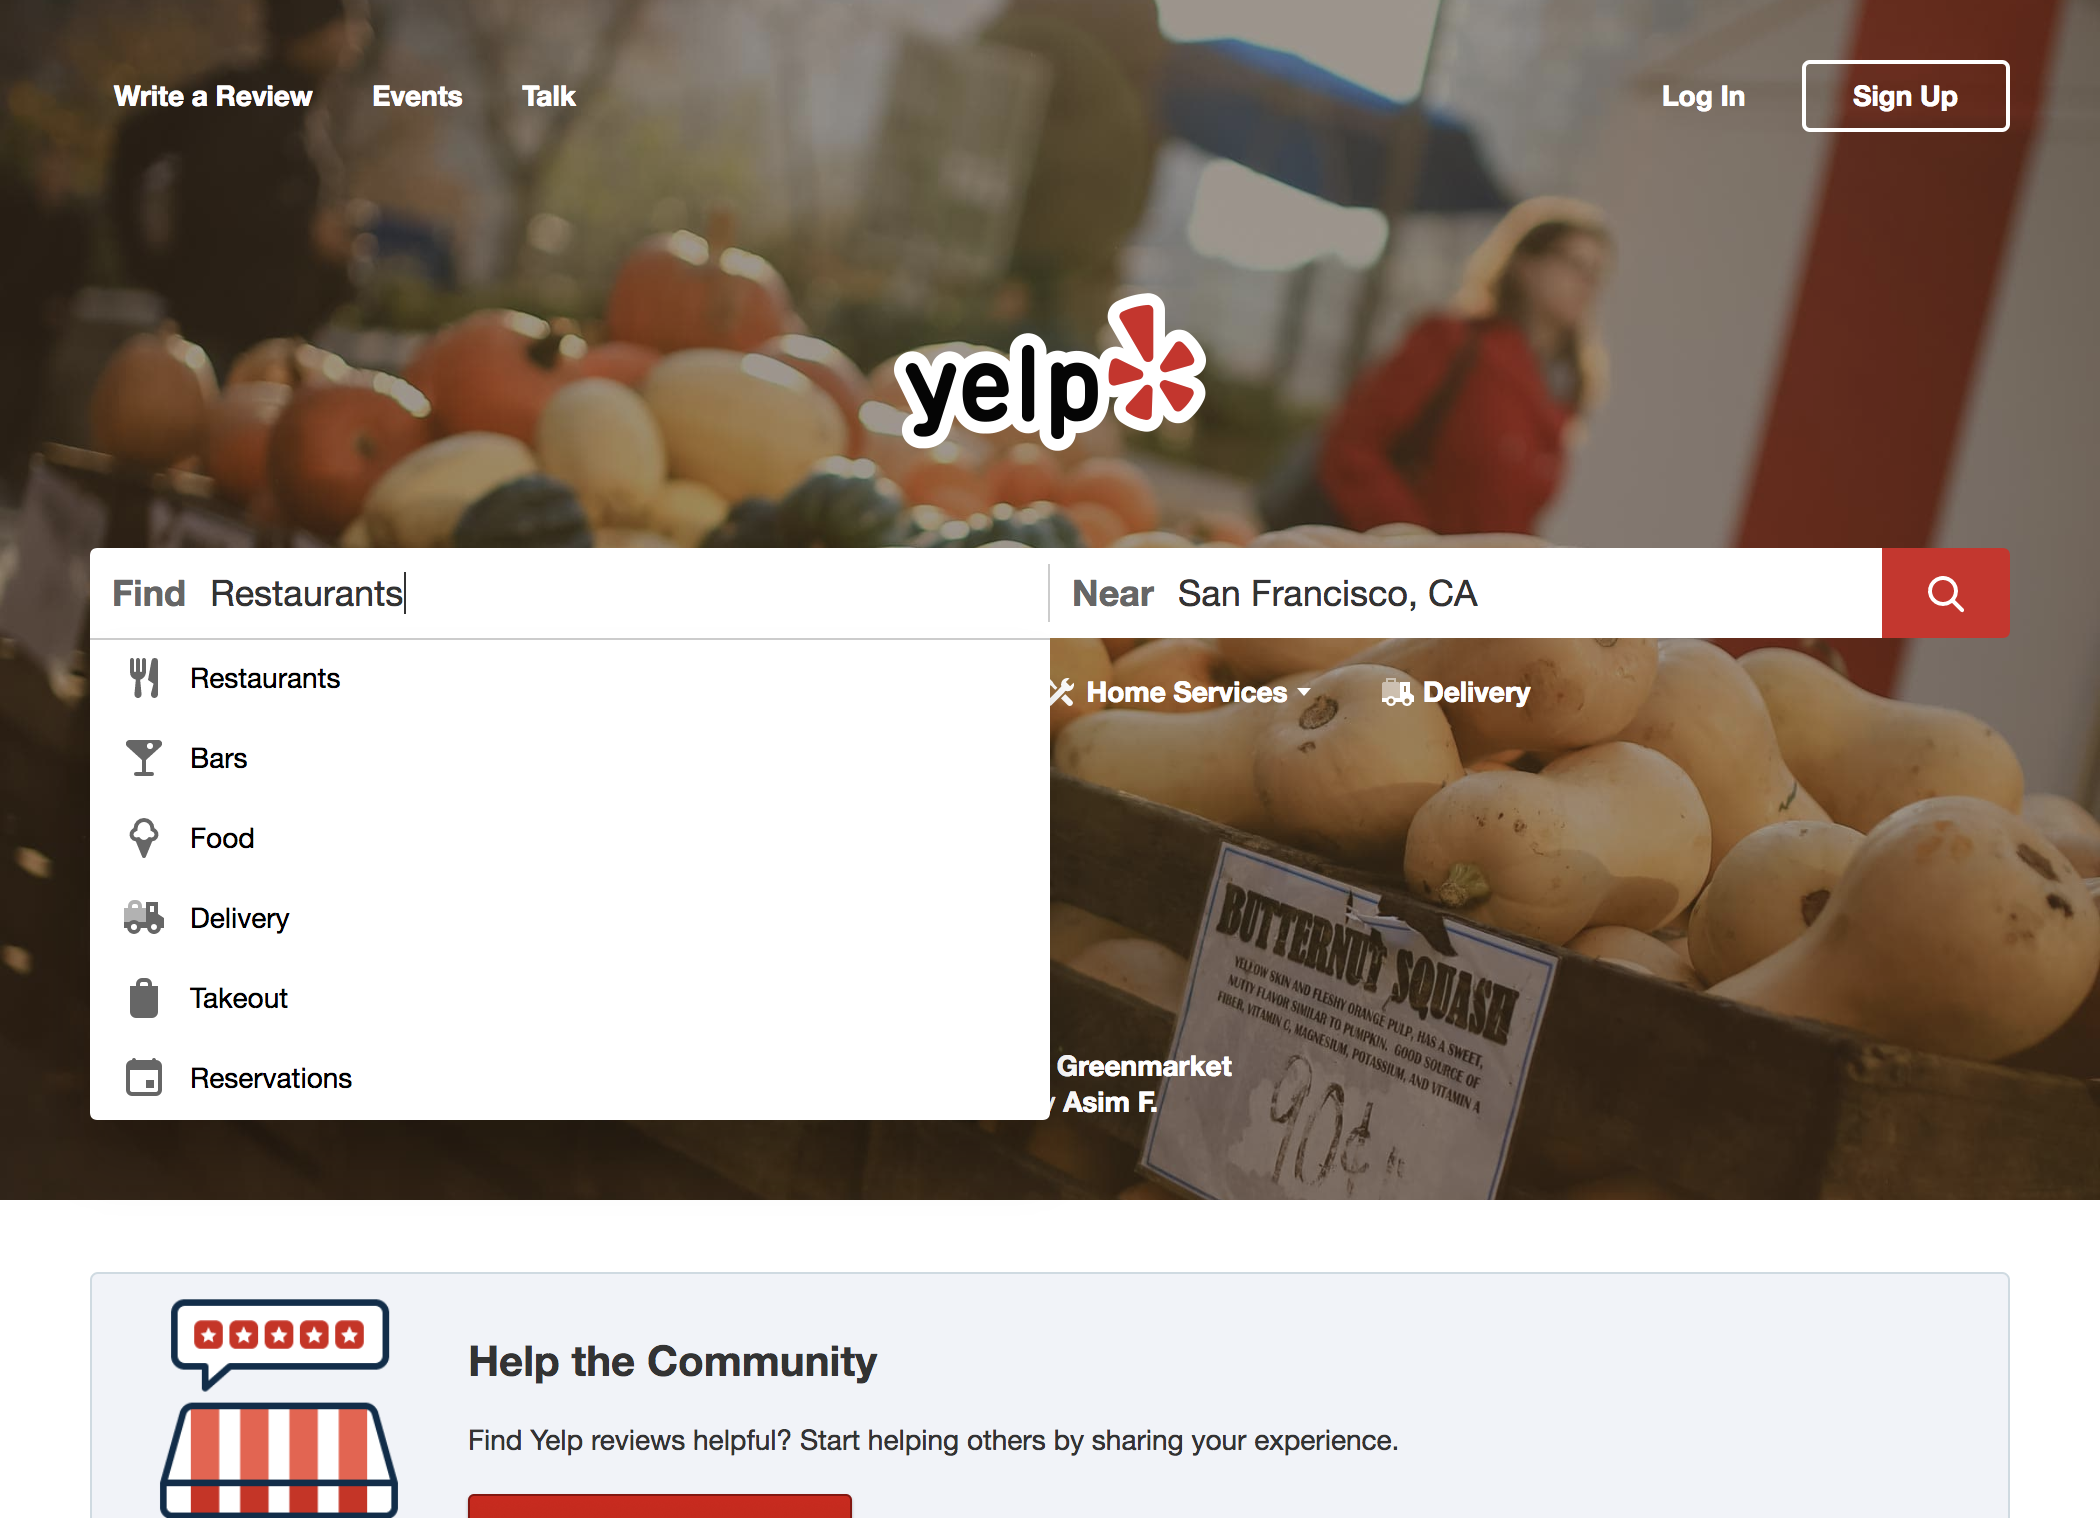 Write a Review Events Talk Log In Sign Up
yelp
Find Restaurants Near San Francisco, CA
Restaurants
Home Services Delivery
Bars
Food
Delivery
Takeout
Reservations
BUTTERNUT SQUASH
YELLOW SKIN AND FLESHY ORANGE PULP, HAS A SWEET,
NUTTY FLAVOR SIMILAR TO PUMPKIN. GOOD SOURCE OF
FIBER, VITAMIN C, MAGNESIUM, POTASSIUM, AND VITAMIN A
90¢
Greenmarket
Asim F.
Help the Community
Find Yelp reviews helpful? Start helping others by sharing your experience.